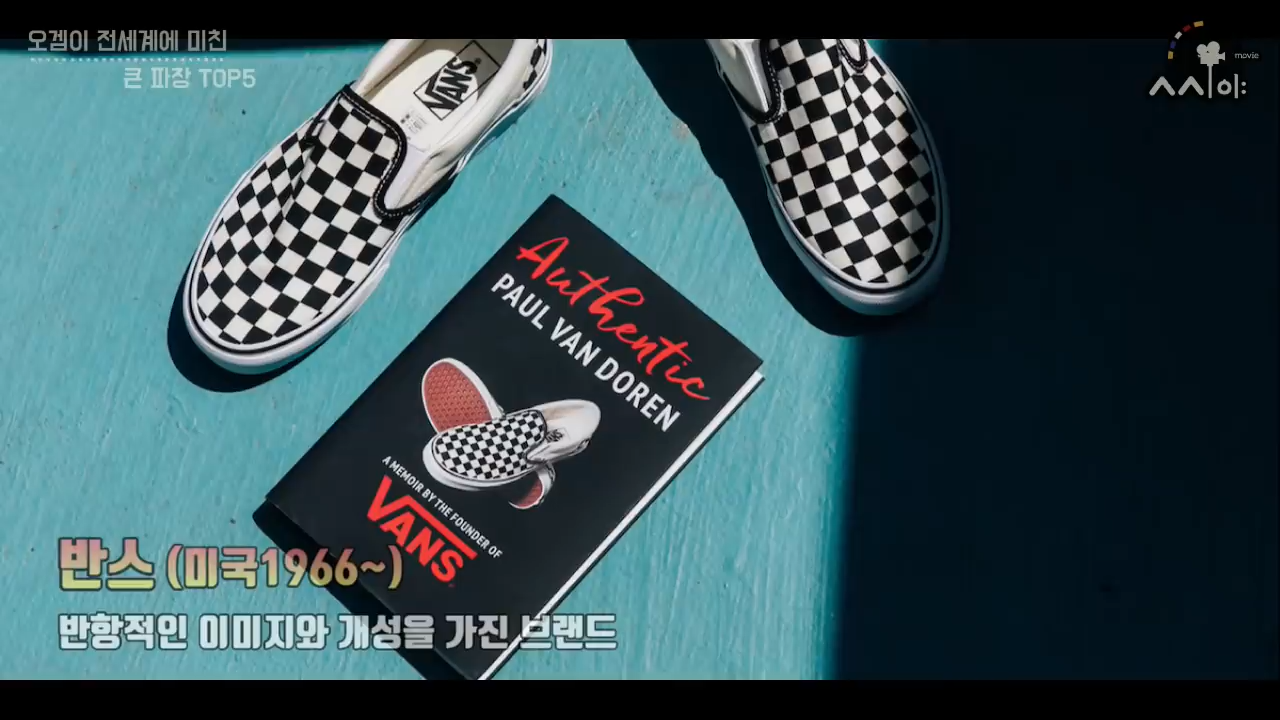 오겜이 전세계에 미친
큰 파장 TOP5
movie
ㅅ시야:
VANS
Authentic
PAUL VAN DOREN
A MEMOIR BY THE FOUNDER OF
VANS
반스 (미국1966~)
반항적인 이미지와 개성을 가진 브랜드